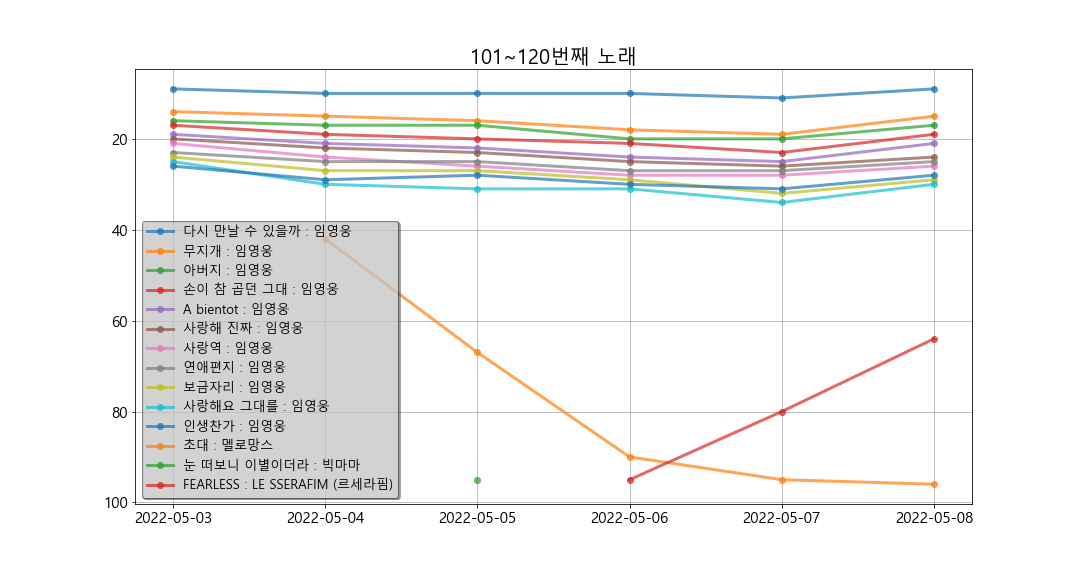 101~120번째 노래
20
40
60
80
100
다시 만날 수 있을까 : 임영웅
무지개 : 임영웅
아버지 : 임영웅
손이 참 곱던 그대 : 임영웅
A bientot : 임영웅
사랑해 진짜 : 임영웅
사랑역 : 임영웅
연애편지 : 임영웅
보금자리 : 임영웅
사랑해요 그대를 : 임영웅
인생찬가 : 임영웅
초대 : 멜로망스
눈 떠보니 이별이더라 : 빅마마
FEARLESS : LE SSERAFIM (르세라핌)
2022-05-03 2022-05-04 2022-05-05 2022-05-06 2022-05-07 2022-05-08